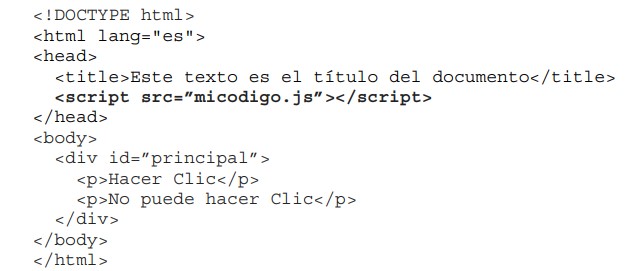 <!DOCTYPE html>
<html lang="es">
<head>
  <title>Este texto es el título del documento</title>
  <script src=”micodigo.js”></script>
</head>
<body>
  <div id=”principal”>
    <p>Hacer Clic</p>
    <p>No puede hacer Clic</p>
  </div>
</body>
</html>